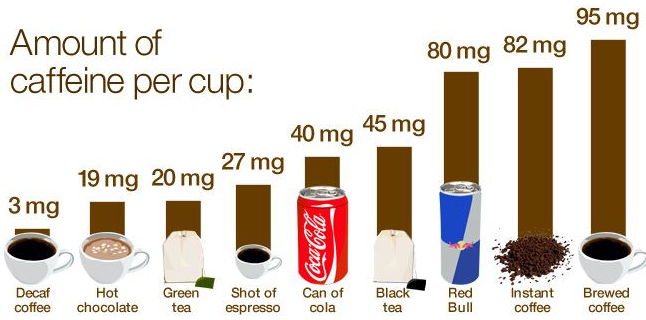 Amount of
caffeine per cup:
3 mg
19 mg
20 mg
27 mg
40 mg
45 mg
80 mg
82 mg
95 mg
Coca-Cola
Decaf
coffee
Hot
chocolate
Green
tea
Shot of
espresso
Can of
cola
Black
tea
Red
Bull
Instant
coffee
Brewed
coffee